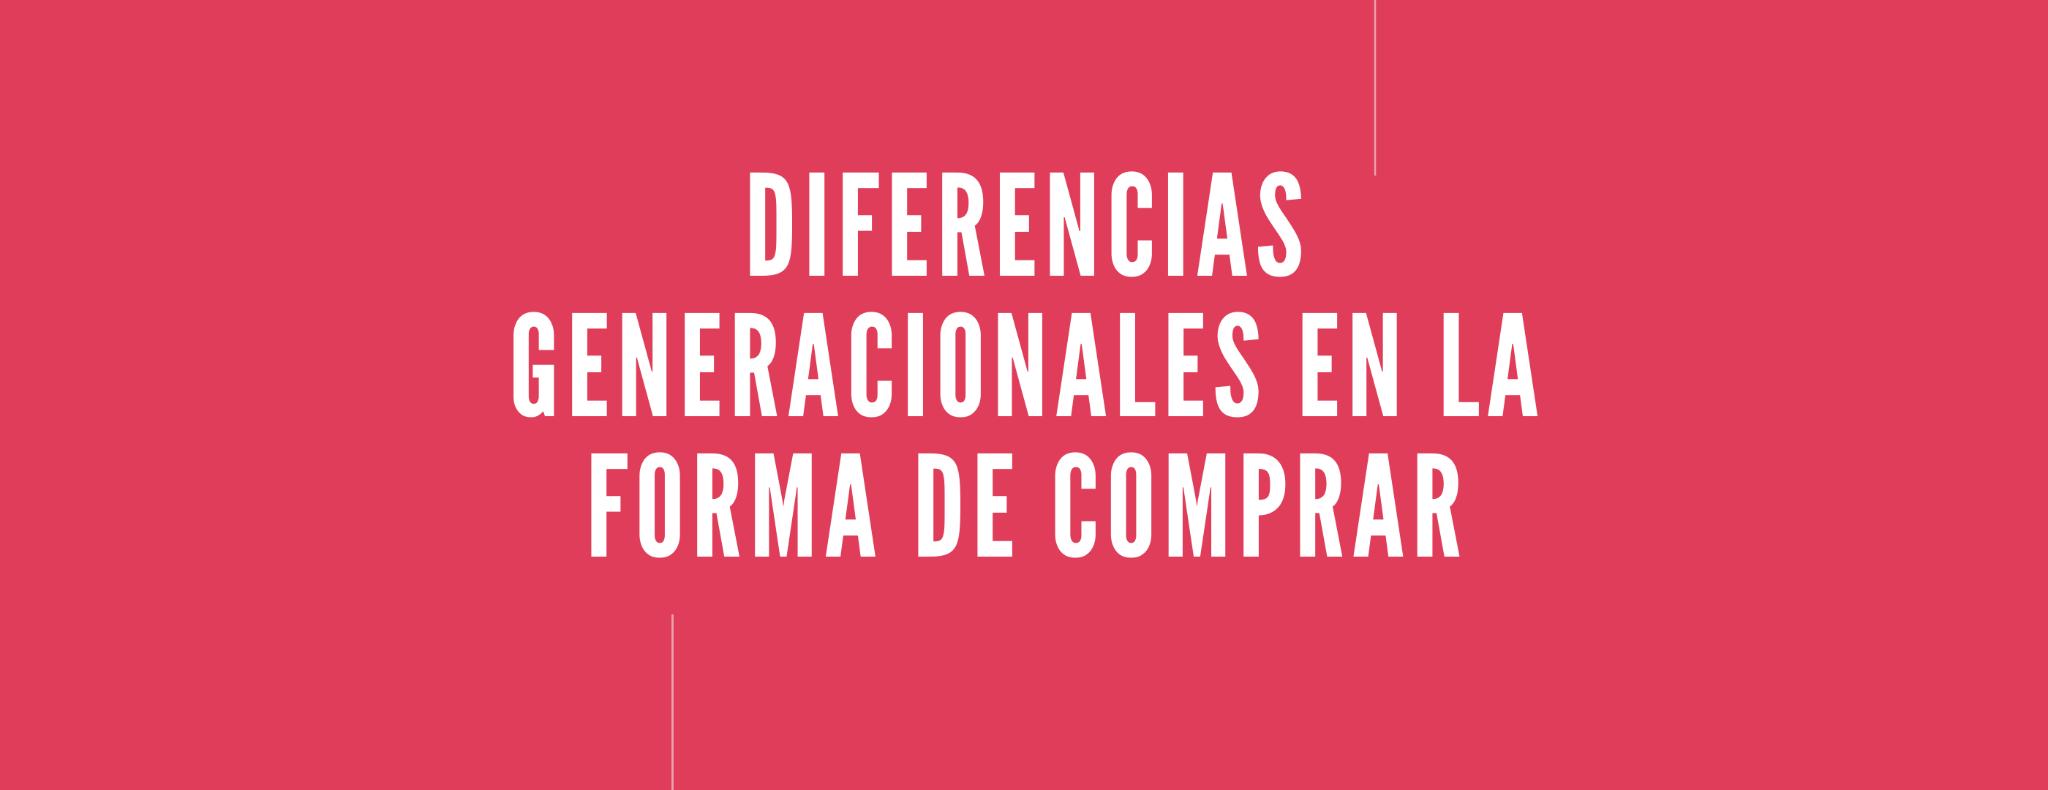 DIFERENCIAS
GENERACIONALES EN LA
FORMA DE COMPRAR